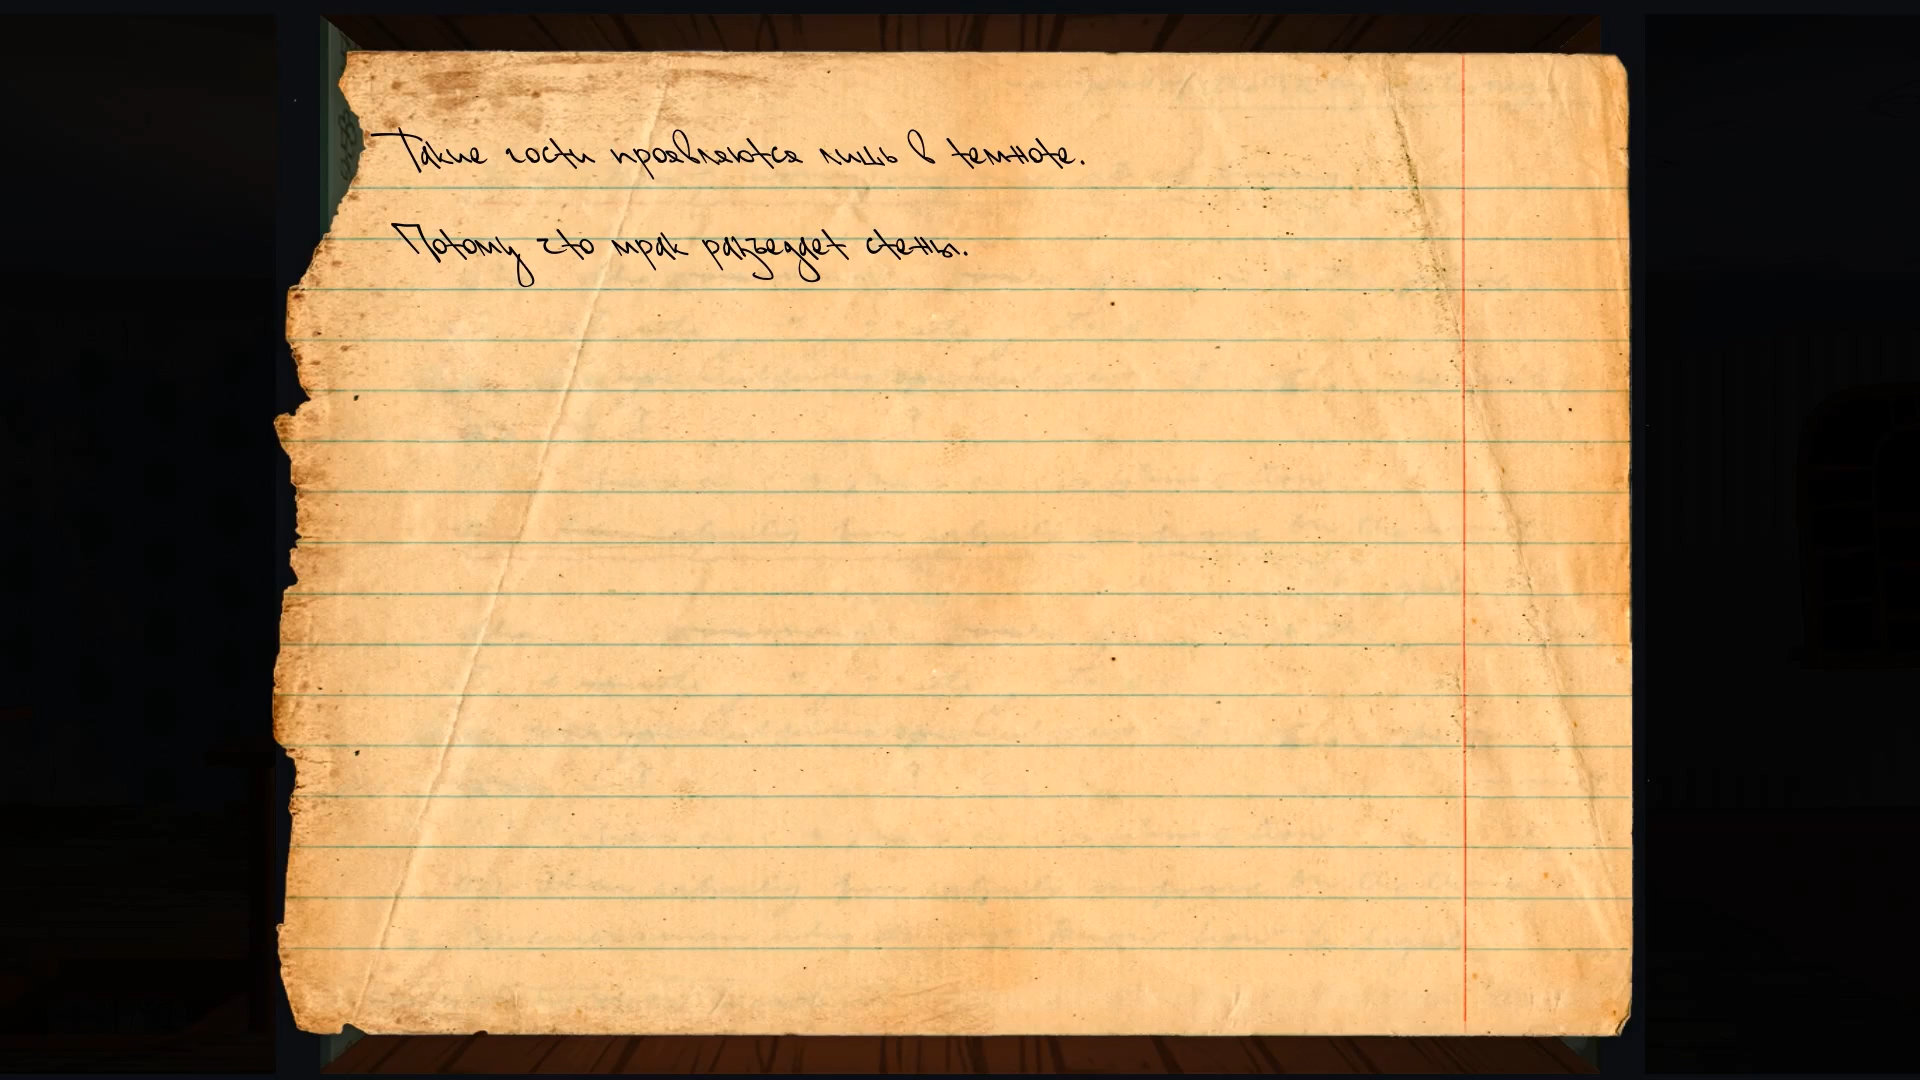 Такие гости проявляются лишь в темноте.
Потому что мрак разъедает стены.